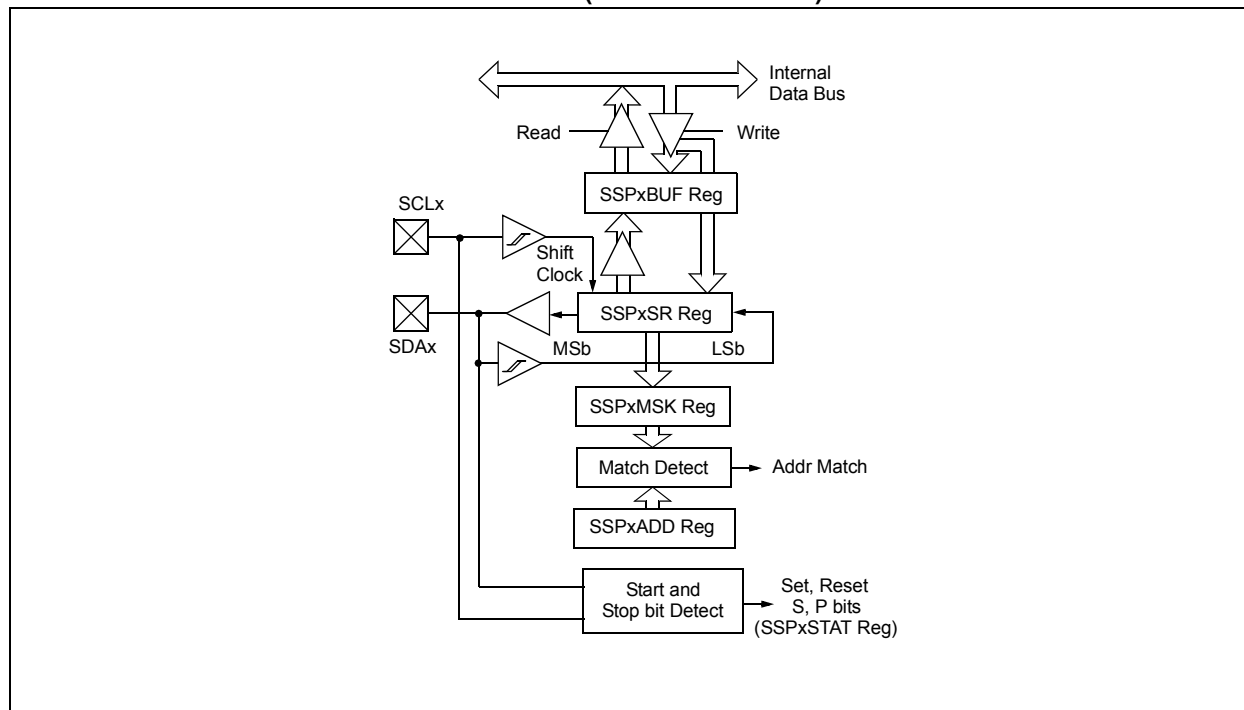 Internal
Data Bus
Read
Write
SSPxBUF Reg
SCLx
Shift
Clock
SSPxSR Reg
SDAx
MSb
LSb
SSPxMSK Reg
Match Detect
Addr Match
SSPxADD Reg
Start and
Stop bit Detect
Set, Reset
S, P bits
(SSPxSTAT Reg)